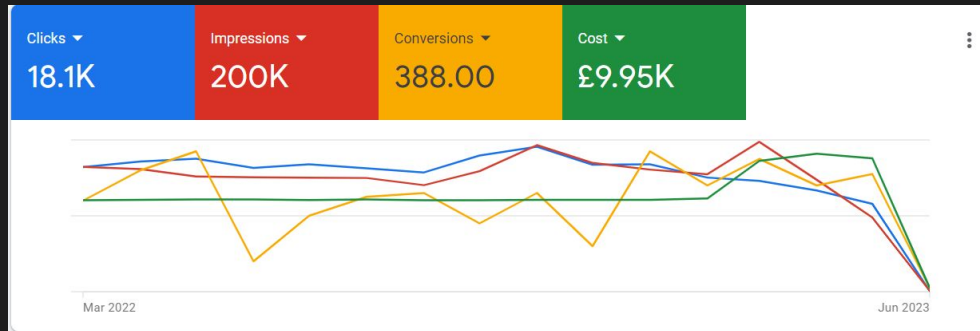 Clicks
18.1K
Impressions
200K
Conversions
388.00
Cost
£9.95K
Mar 2022
Jun 2023